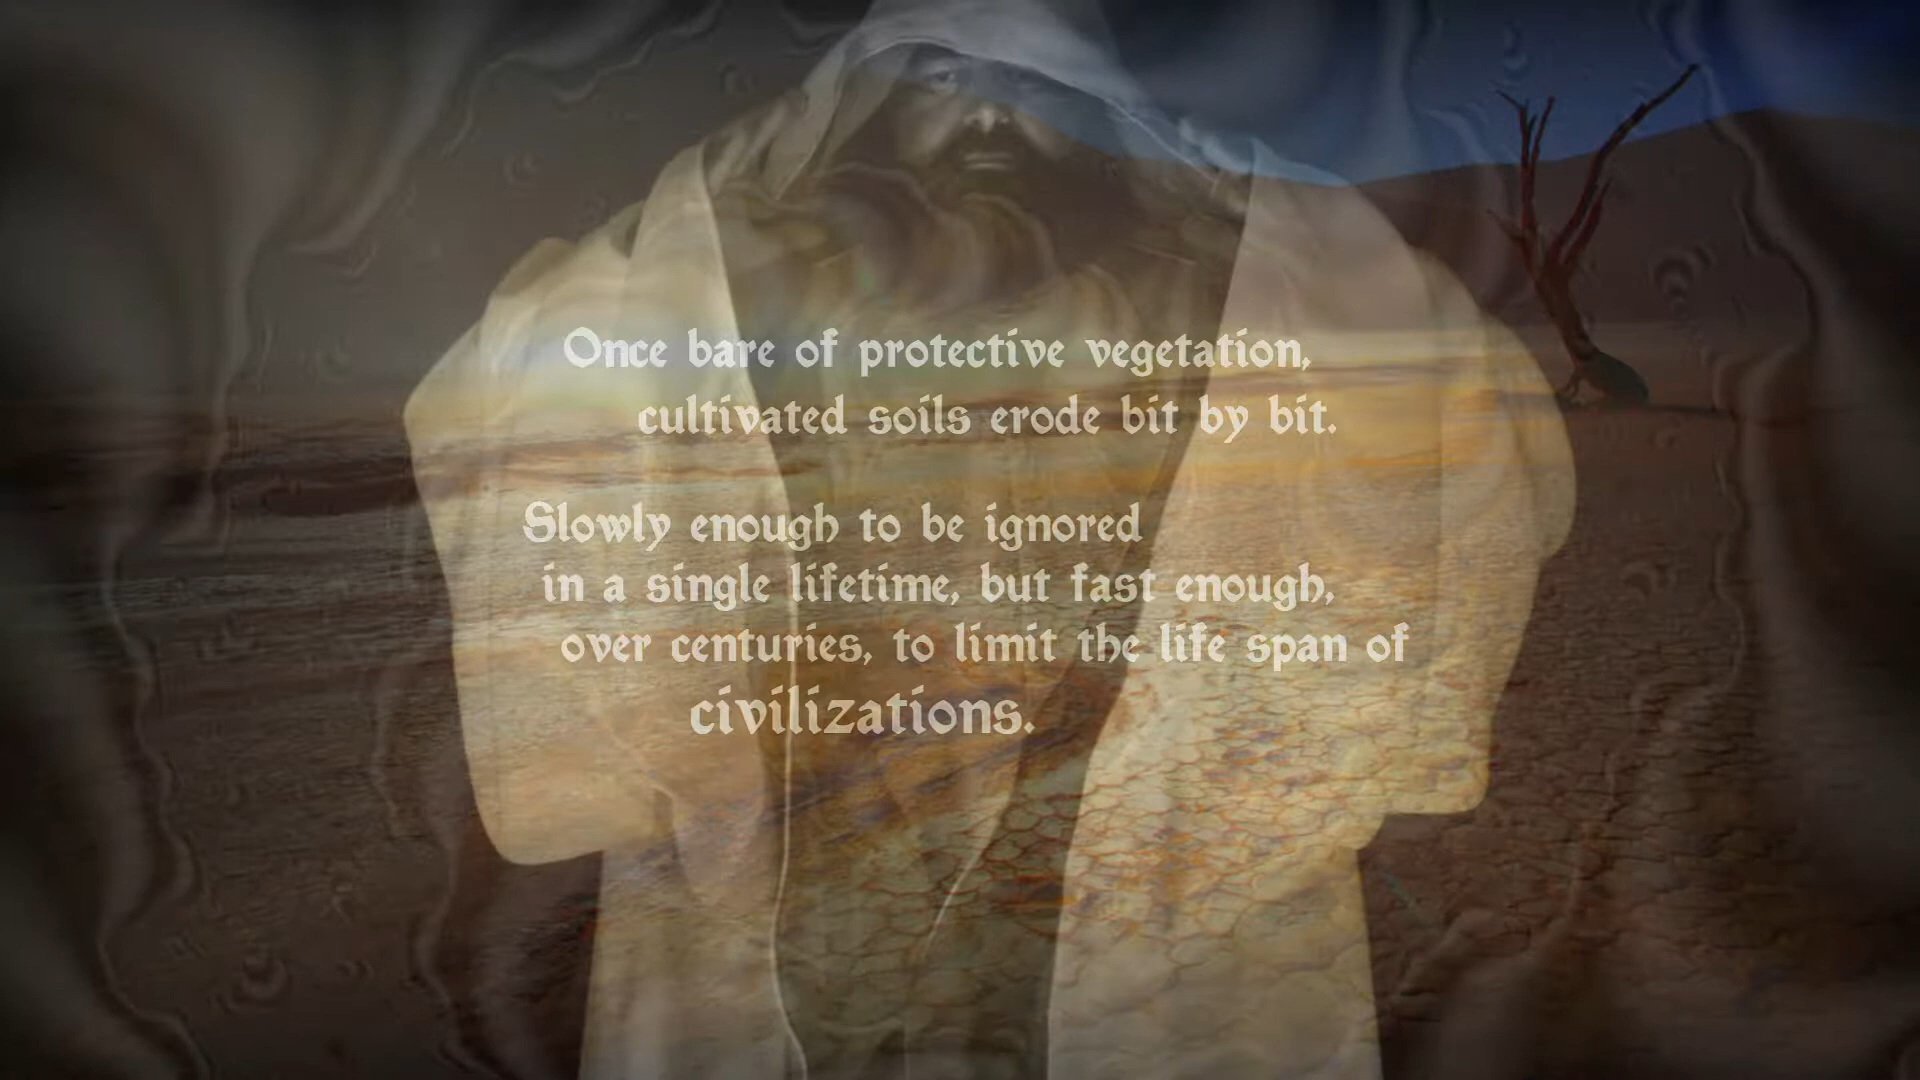 Once bare of protective vegetation,
cultivated soils erode bit by bit.
Slowly enough to be ignored
in a single lifetime, but fast enough,
over centuries, to limit the life span of
civilizations.